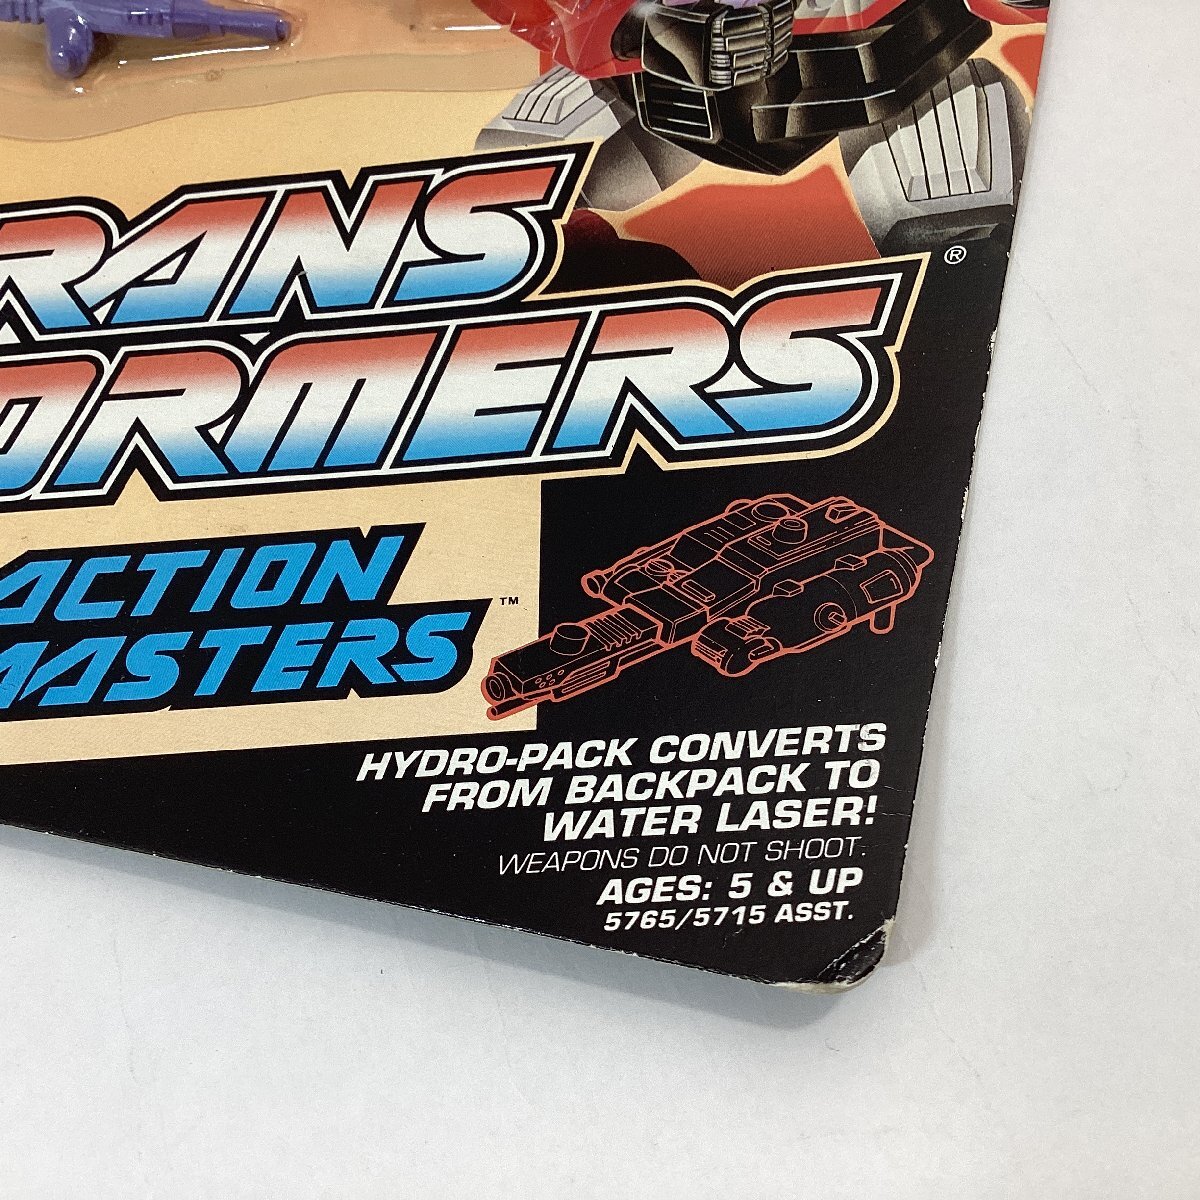 RANS
ORMERS®
ACTION
MASTERS™
HYDRO-PACK CONVERTS
FROM BACKPACK TO
WATER LASER!
WEAPONS DO NOT SHOOT.
AGES: 5 & UP
5765/5715 ASST.